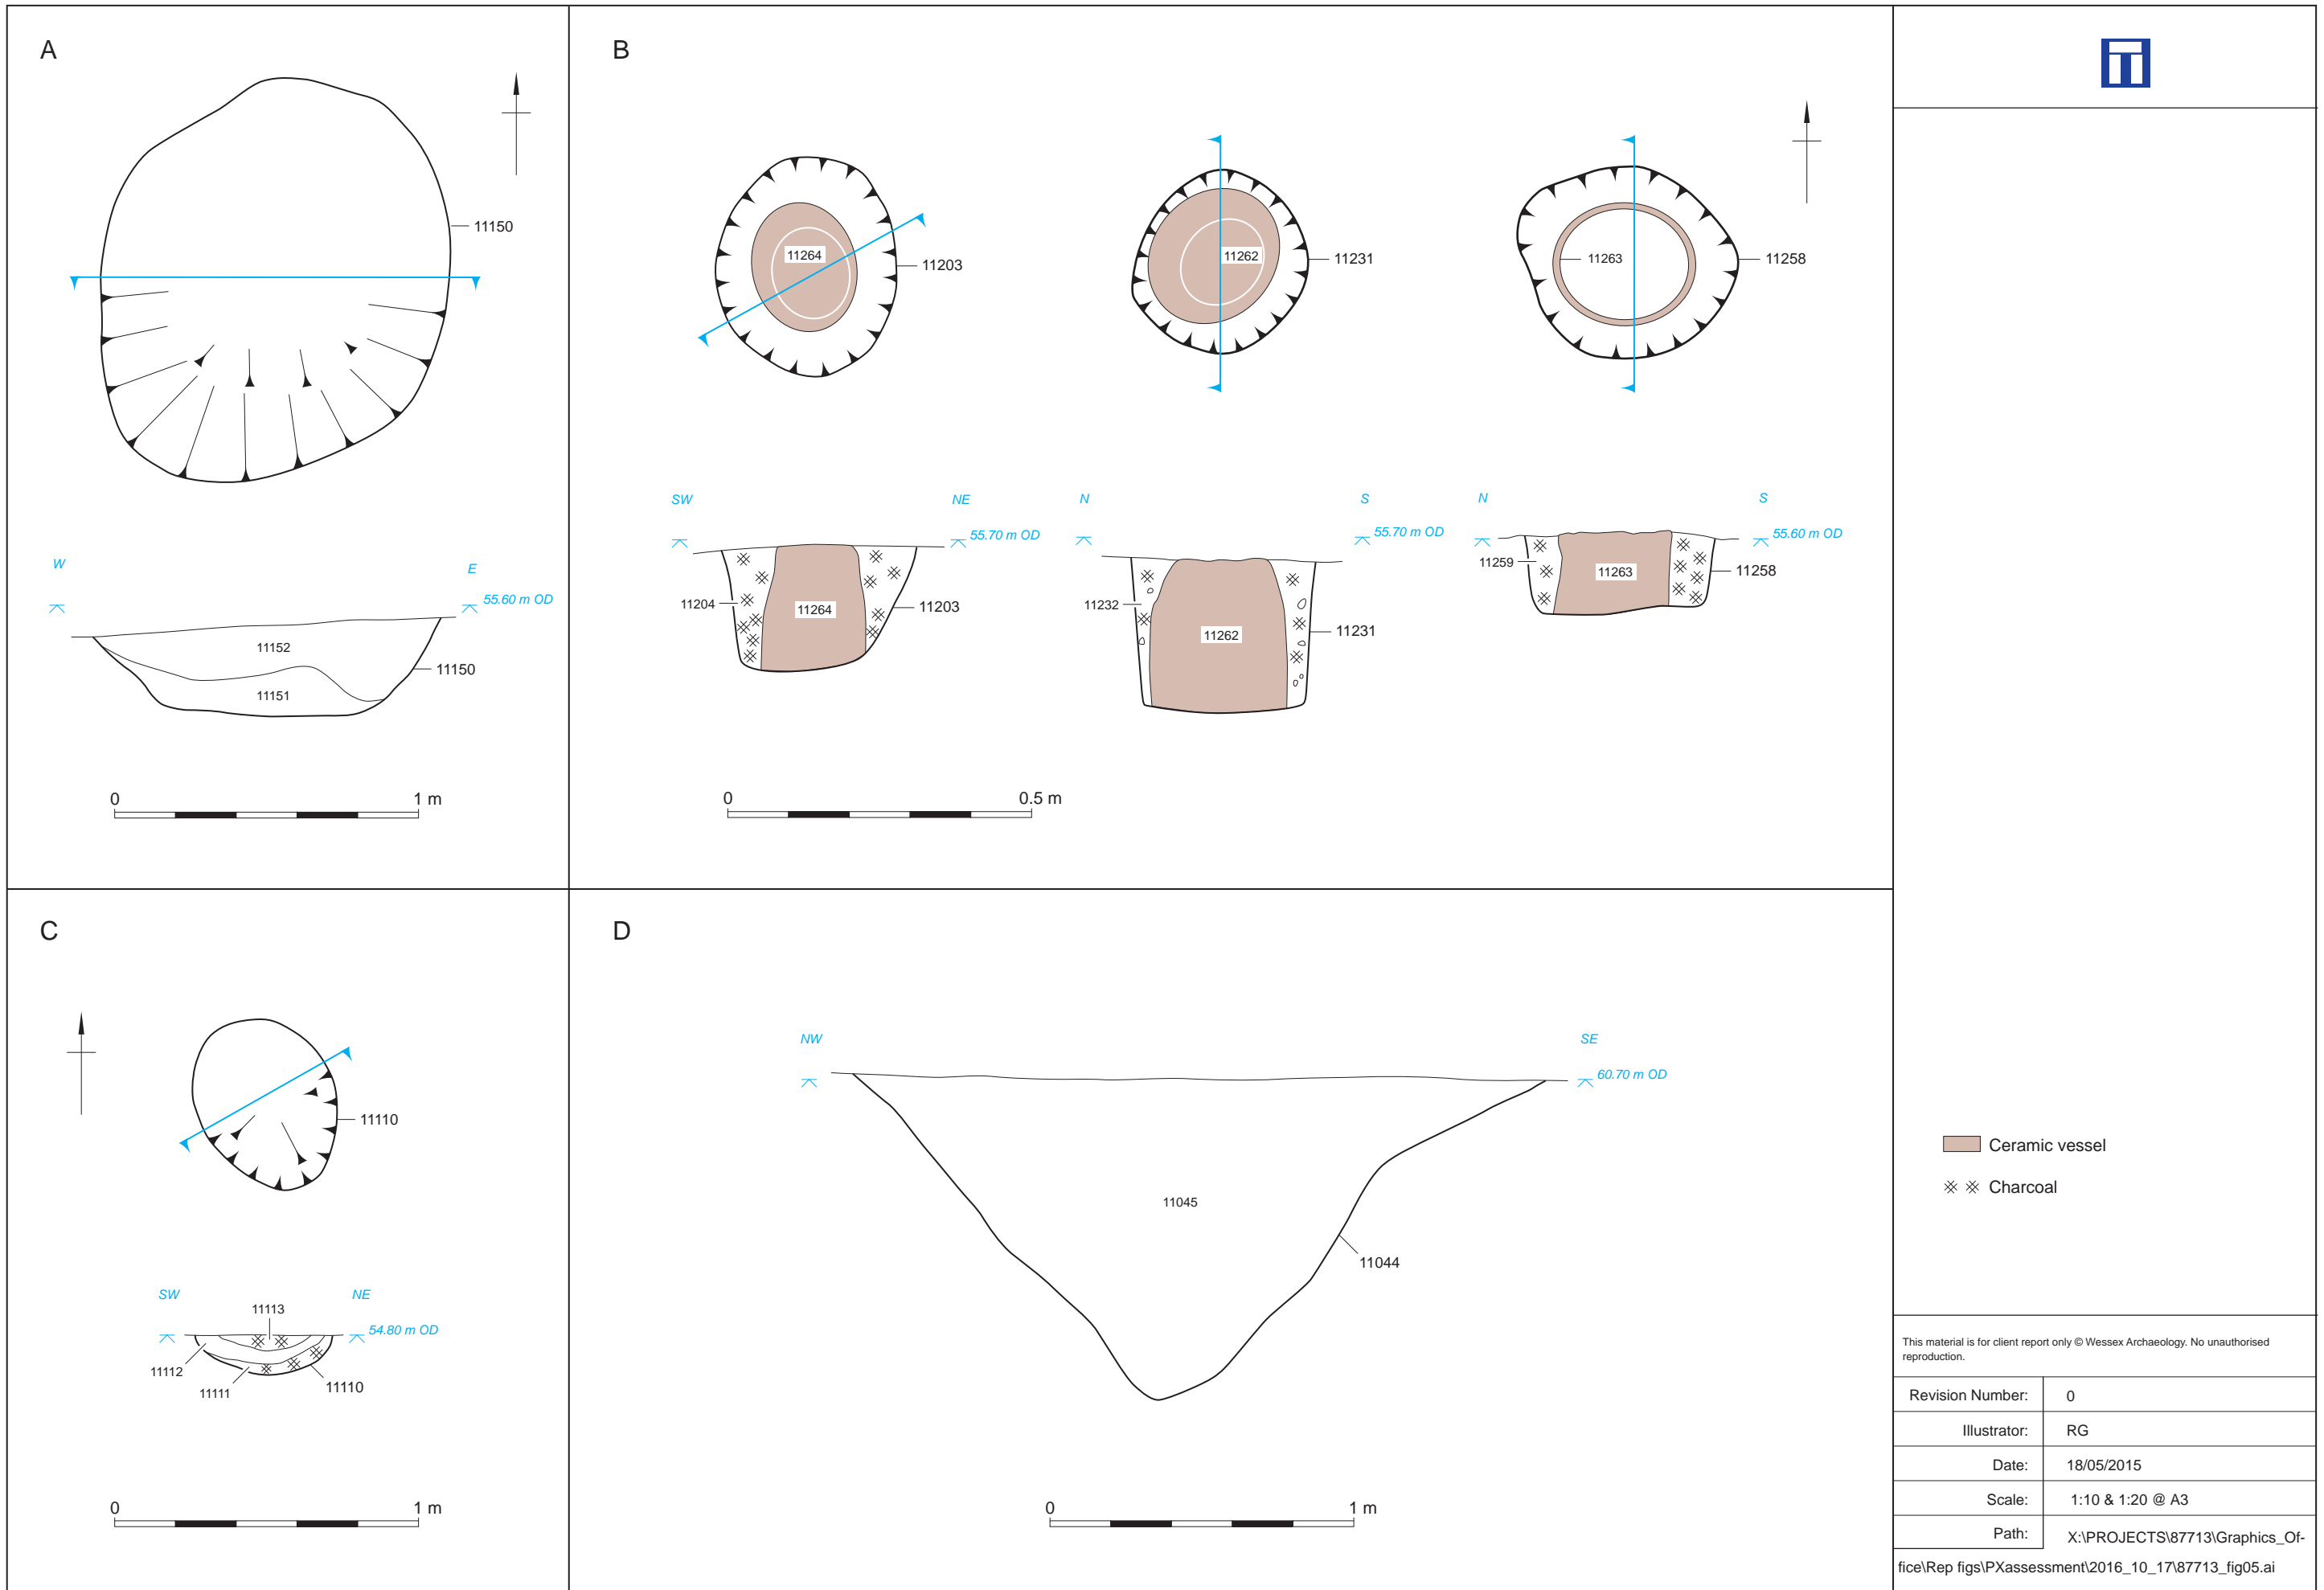 A
11150
W
E
55.60 m OD
11152
11150
11151
0
1 m
B
11264
11203
11262
11231
11263
11258
SW
NE
55.70 m OD
11204
11264
11203
N
S
55.70 m OD
11232
11262
11231
N
S
55.60 m OD
11259
11263
11258
0
0.5 m
C
11110
SW
NE
11113
54.80 m OD
11112
11111
11110
0
1 m
D
NW
SE
60.70 m OD
11045
11044
0
1 m
Ceramic vessel
Charcoal
This material is for client report only © Wessex Archaeology. No unauthorised
reproduction.
Revision Number: 0
Illustrator: RG
Date: 18/05/2015
Scale: 1:10 & 1:20 @ A3
Path: X:\PROJECTS\87713\Graphics_Of-
fice\Rep figs\PXassessment\2016_10_17\87713_fig05.ai